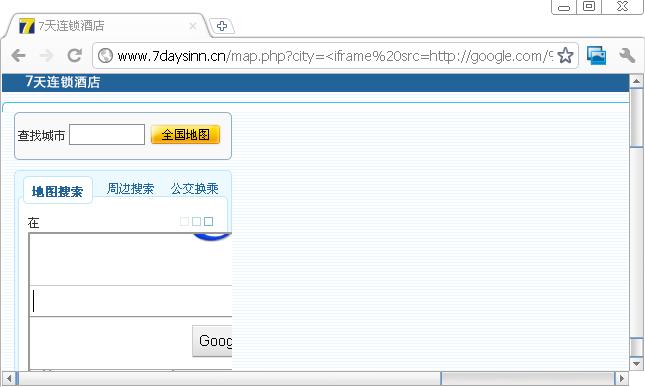 7天连锁酒店
www.7daysinn.cn/map.php?city=<iframe%20src=http://google.com/
7天连锁酒店
查找城市 全国地图
地图搜索 周边搜索 公交换乘
在
Goog